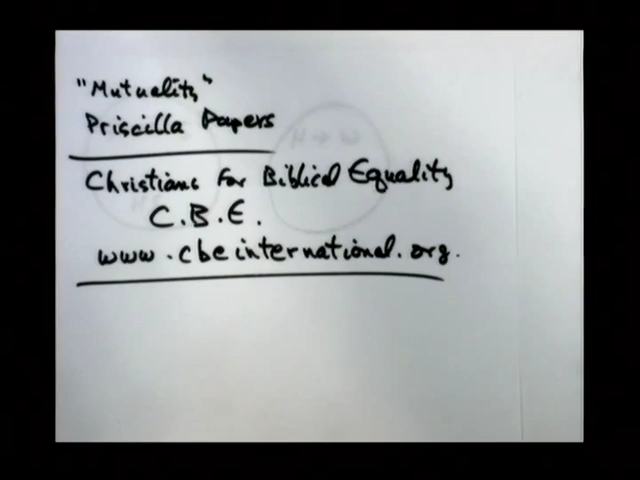 "Mutuality"
Priscilla Papers
Christians For Biblical Equality
C.B.E.
www.cbeinternational.org.